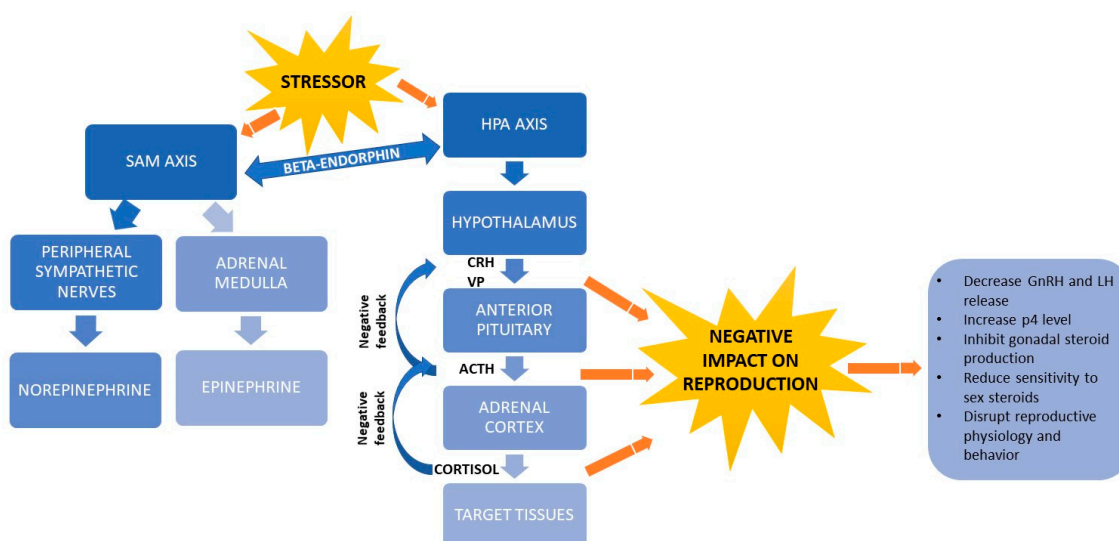 STRESSOR
SAM AXIS
BETA-ENDORPHIN
HPA AXIS
HYPOTHALAMUS
PERIPHERAL
SYMPATHETIC
NERVES
ADRENAL
MEDULLA
NOREPINEPHRINE
EPINEPHRINE
CRH
VP
Negative
feedback
ANTERIOR
PITUITARY
ACTH
Negative
feedback
ADRENAL
CORTEX
CORTISOL
TARGET TISSUES
NEGATIVE
IMPACT ON
REPRODUCTION
• Decrease GnRH and LH
release
• Increase p4 level
• Inhibit gonadal steroid
production
• Reduce sensitivity to
sex steroids
• Disrupt reproductive
physiology and
behavior